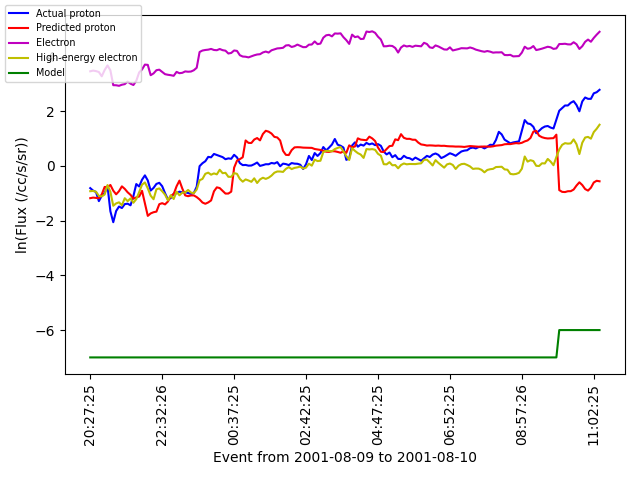 Actual proton
Predicted proton
Electron
High-energy electron
Model
ln(Flux (/cc/s/sr))
2
0
−2
−4
−6
20:27:25
22:32:26
00:37:25
02:42:25
04:47:25
06:52:25
08:57:26
11:02:25
Event from 2001-08-09 to 2001-08-10